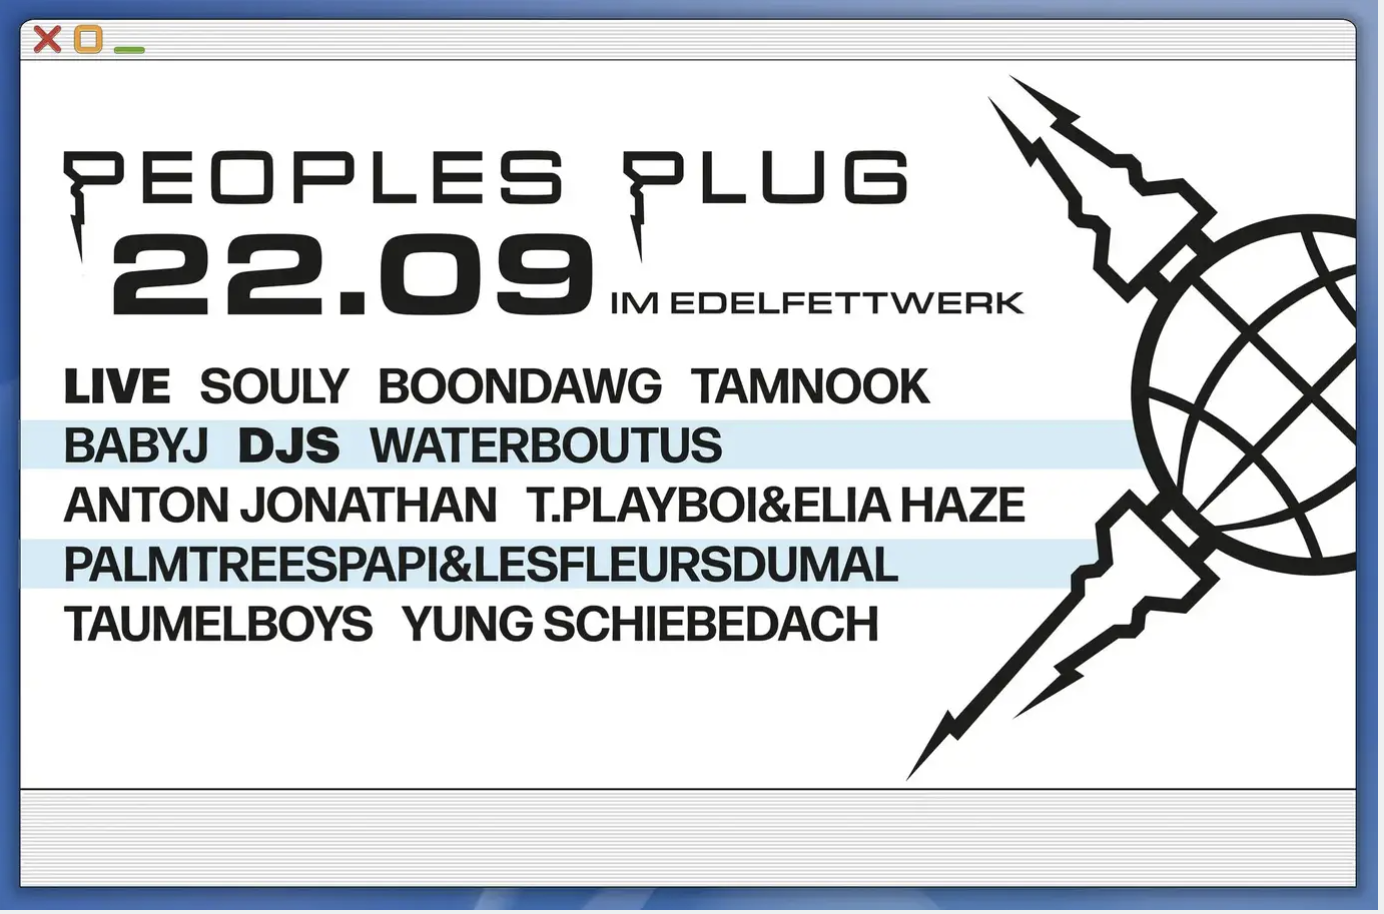 PEOPLES PLUG
22.09 IM EDELFETTWERK
LIVE SOULY BOONDAWG TAMNOOK
BABYJ DJS WATERBOUTUS
ANTON JONATHAN T.PLAYBOI&ELIA HAZE
PALMTREESPAPI&LESFLEURSDUMAL
TAUMELBOYS YUNG SCHIEBEDACH